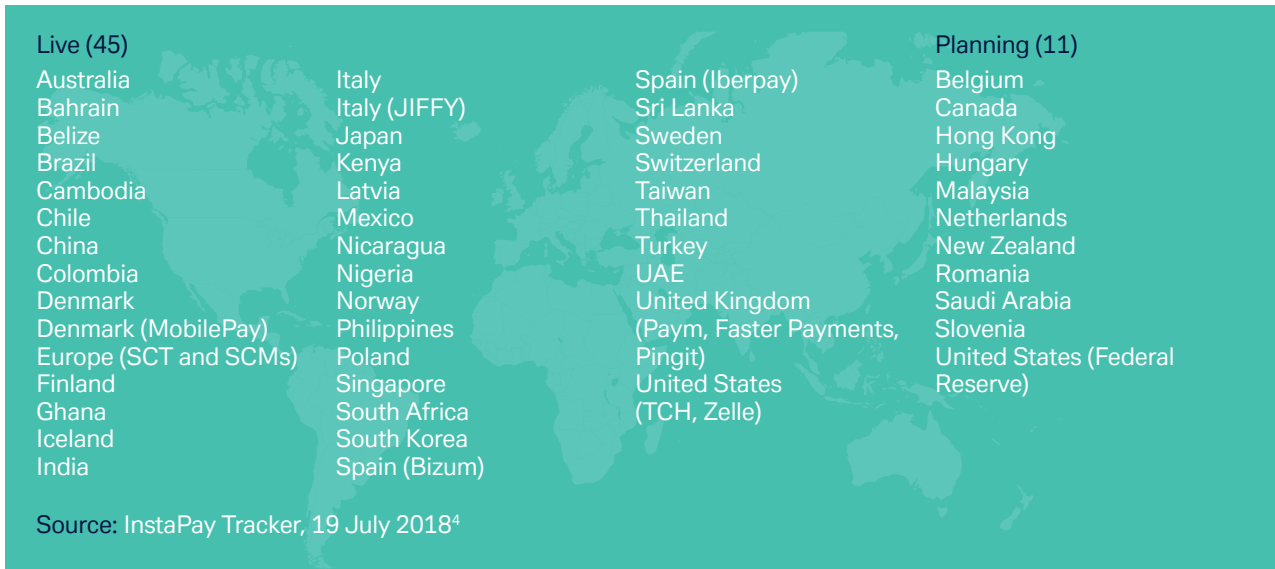 Live (45)
Australia
Bahrain
Belize
Brazil
Cambodia
Chile
China
Colombia
Denmark
Denmark (MobilePay)
Europe (SCT and SCMs)
Finland
Ghana
Iceland
India
Italy
Italy (JIFFY)
Japan
Kenya
Latvia
Mexico
Nicaragua
Nigeria
Norway
Philippines
Poland
Singapore
South Africa
South Korea
Spain (Bizum)
Spain (Iberpay)
Sri Lanka
Sweden
Switzerland
Taiwan
Thailand
Turkey
UAE
United Kingdom
(Paym, Faster Payments,
Pingit)
United States
(TCH, Zelle)
Planning (11)
Belgium
Canada
Hong Kong
Hungary
Malaysia
Netherlands
New Zealand
Romania
Saudi Arabia
Slovenia
United States (Federal
Reserve)
Source: InstaPay Tracker, 19 July 2018⁴